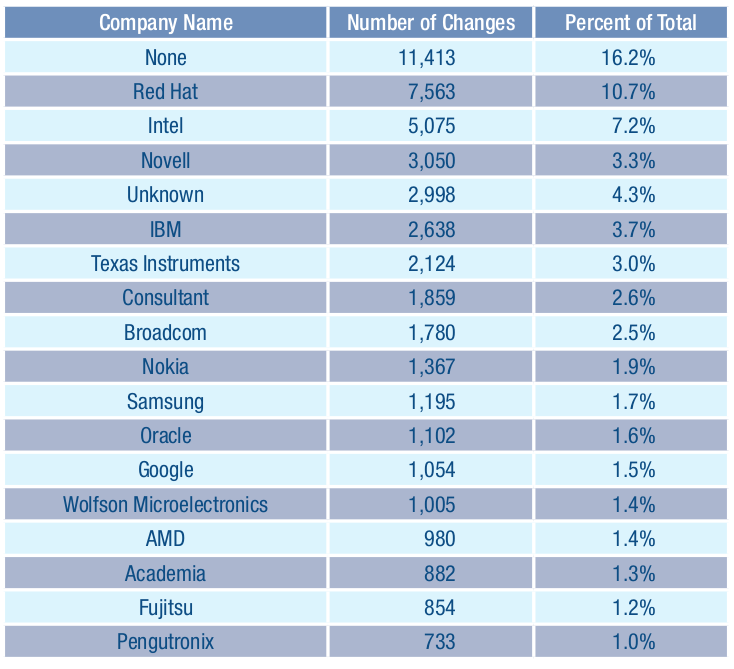 Company Name Number of Changes Percent of Total
None 11,413 16.2%
Red Hat 7,563 10.7%
Intel 5,075 7.2%
Novell 3,050 3.3%
Unknown 2,998 4.3%
IBM 2,638 3.7%
Texas Instruments 2,124 3.0%
Consultant 1,859 2.6%
Broadcom 1,780 2.5%
Nokia 1,367 1.9%
Samsung 1,195 1.7%
Oracle 1,102 1.6%
Google 1,054 1.5%
Wolfson Microelectronics 1,005 1.4%
AMD 980 1.4%
Academia 882 1.3%
Fujitsu 854 1.2%
Pengutronix 733 1.0%